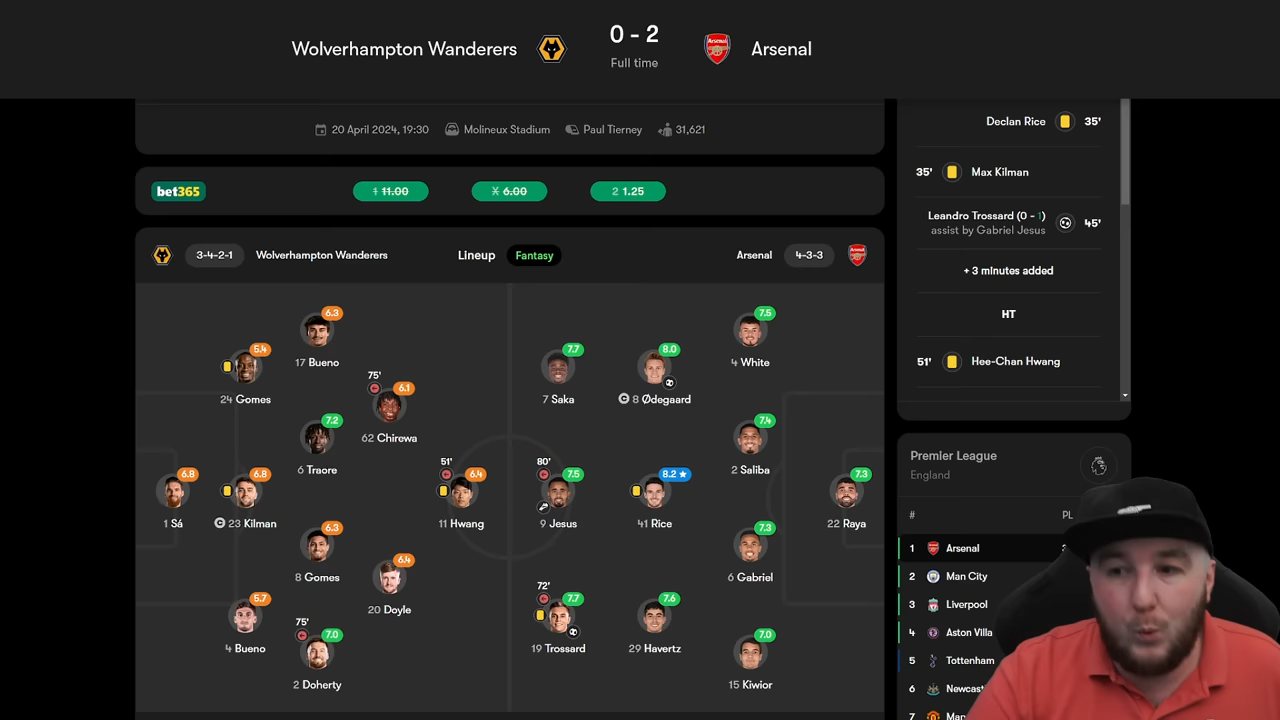 Wolverhampton Wanderers
0 - 2
Full time
Arsenal
20 April 2024, 19:30
Molineux Stadium
Paul Tierney
31,621
bet365
1 11.00
X 6.00
2 1.25
3-4-2-1
Wolverhampton Wanderers
Lineup
Fantasy
Arsenal
4-3-3
6.3
17 Bueno
5.4
24 Gomes
75'
6.1
62 Chirewa
7.2
6 Traore
6.8
1 Sá
6.8
C 23 Kilman
51'
6.4
11 Hwang
6.3
8 Gomes
6.4
20 Doyle
5.7
4 Bueno
75'
7.0
2 Doherty
7.5
4 White
7.7
7 Saka
8.0
C 8 Ødegaard
7.4
2 Saliba
80'
7.5
9 Jesus
8.2
41 Rice
7.3
22 Raya
7.3
6 Gabriel
72'
7.7
19 Trossard
7.6
29 Havertz
7.0
15 Kiwior
Declan Rice 35'
35' Max Kilman
Leandro Trossard (0 - 1)
assist by Gabriel Jesus
45'
+ 3 minutes added
HT
51' Hee-Chan Hwang
Premier League
England
# PL
1 Arsenal
2 Man City
3 Liverpool
4 Aston Villa
5 Tottenham
6 Newcas
7 Man